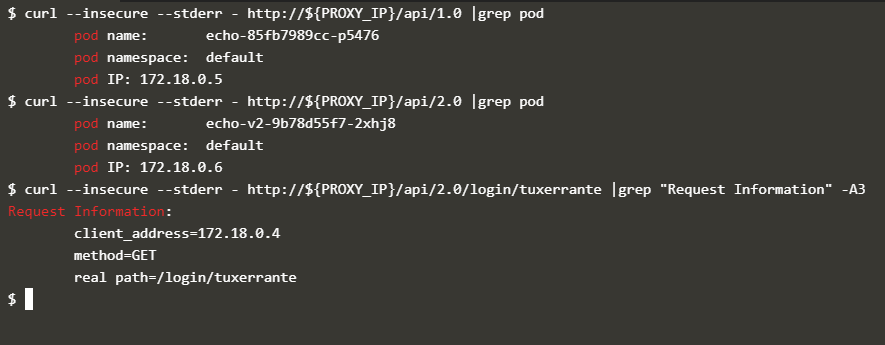 $ curl --insecure --stderr - http://${PROXY_IP}/api/1.0 |grep pod
pod name: echo-85fb7989cc-p5476
pod namespace: default
pod IP: 172.18.0.5
$ curl --insecure --stderr - http://${PROXY_IP}/api/2.0 |grep pod
pod name: echo-v2-9b78d55f7-2xhj8
pod namespace: default
pod IP: 172.18.0.6
$ curl --insecure --stderr - http://${PROXY_IP}/api/2.0/login/tuxerrante |grep "Request Information" -A3
Request Information:
client_address=172.18.0.4
method=GET
real path=/login/tuxerrante
$